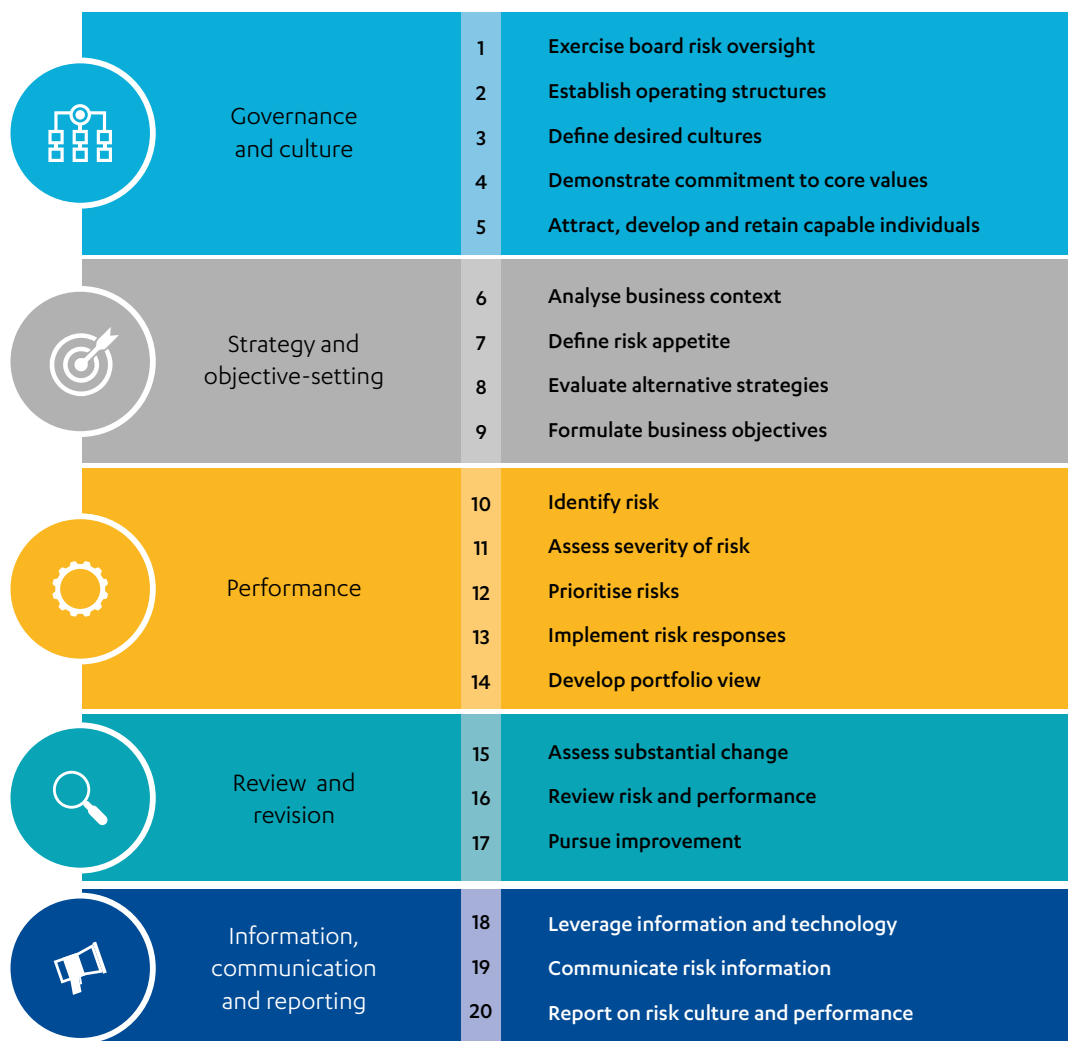 Governance
and culture
1 Exercise board risk oversight
2 Establish operating structures
3 Define desired cultures
4 Demonstrate commitment to core values
5 Attract, develop and retain capable individuals
Strategy and
objective-setting
6 Analyse business context
7 Define risk appetite
8 Evaluate alternative strategies
9 Formulate business objectives
Performance
10 Identify risk
11 Assess severity of risk
12 Prioritise risks
13 Implement risk responses
14 Develop portfolio view
Review and
revision
15 Assess substantial change
16 Review risk and performance
17 Pursue improvement
Information,
communication
and reporting
18 Leverage information and technology
19 Communicate risk information
20 Report on risk culture and performance